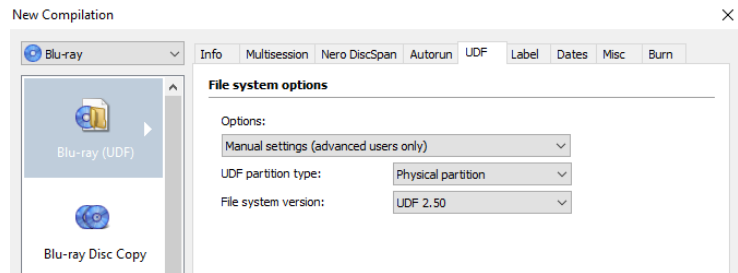 New Compilation
Blu-ray
Info Multisession Nero DiscSpan Autorun UDF Label Dates Misc Burn
File system options
Options:
Manual settings (advanced users only)
Blu-ray (UDF)
UDF partition type: Physical partition
File system version: UDF 2.50
Blu-ray Disc Copy